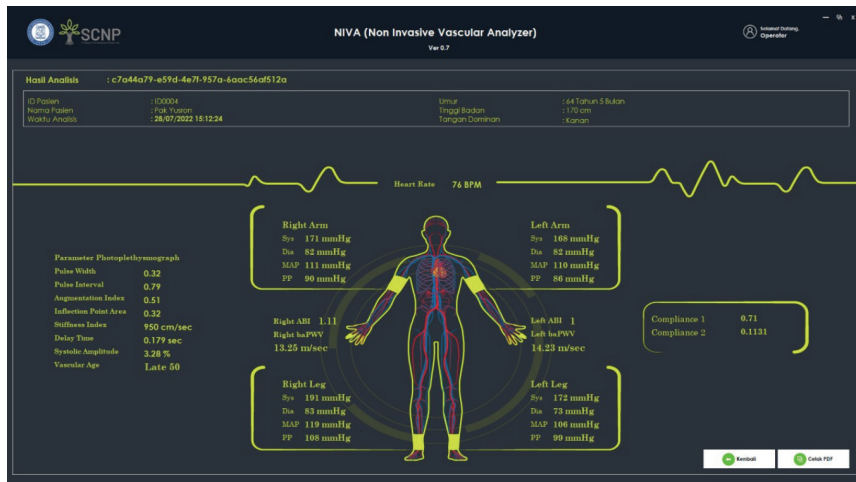 SCNP
NIVA (Non Invasive Vascular Analyzer)
Ver 0.7
Selamat Datang,
Operator
Hasil Analisis : c7a44a79-e59d-4e7f-957a-6aac56af512a
ID Pasien : ID0004
Nama Pasien : Pak Yusron
Waktu Analisis : 28/07/2022 15:12:24
Umur : 64 Tahun 5 Bulan
Tinggi Badan : 170 cm
Tangan Dominan : Kanan
Heart Rate 76 BPM
Parameter Photoplethysmograph
Pulse Width 0.32
Pulse Interval 0.79
Augmentation Index 0.51
Inflection Point Area 0.32
Stiffness Index 950 cm/sec
Delay Time 0.179 sec
Systolic Amplitude 3.28 %
Vascular Age Late 50
Right Arm
Sys 171 mmHg
Dia 82 mmHg
MAP 111 mmHg
PP 90 mmHg
Left Arm
Sys 168 mmHg
Dia 82 mmHg
MAP 110 mmHg
PP 86 mmHg
Right ABI 1.11
Right baPWV
13.25 m/sec
Left ABI 1
Left baPWV
14.23 m/sec
Right Leg
Sys 191 mmHg
Dia 83 mmHg
MAP 119 mmHg
PP 108 mmHg
Left Leg
Sys 172 mmHg
Dia 73 mmHg
MAP 106 mmHg
PP 99 mmHg
Compliance 1 0.71
Compliance 2 0.1131
Kembali
Cetak PDF